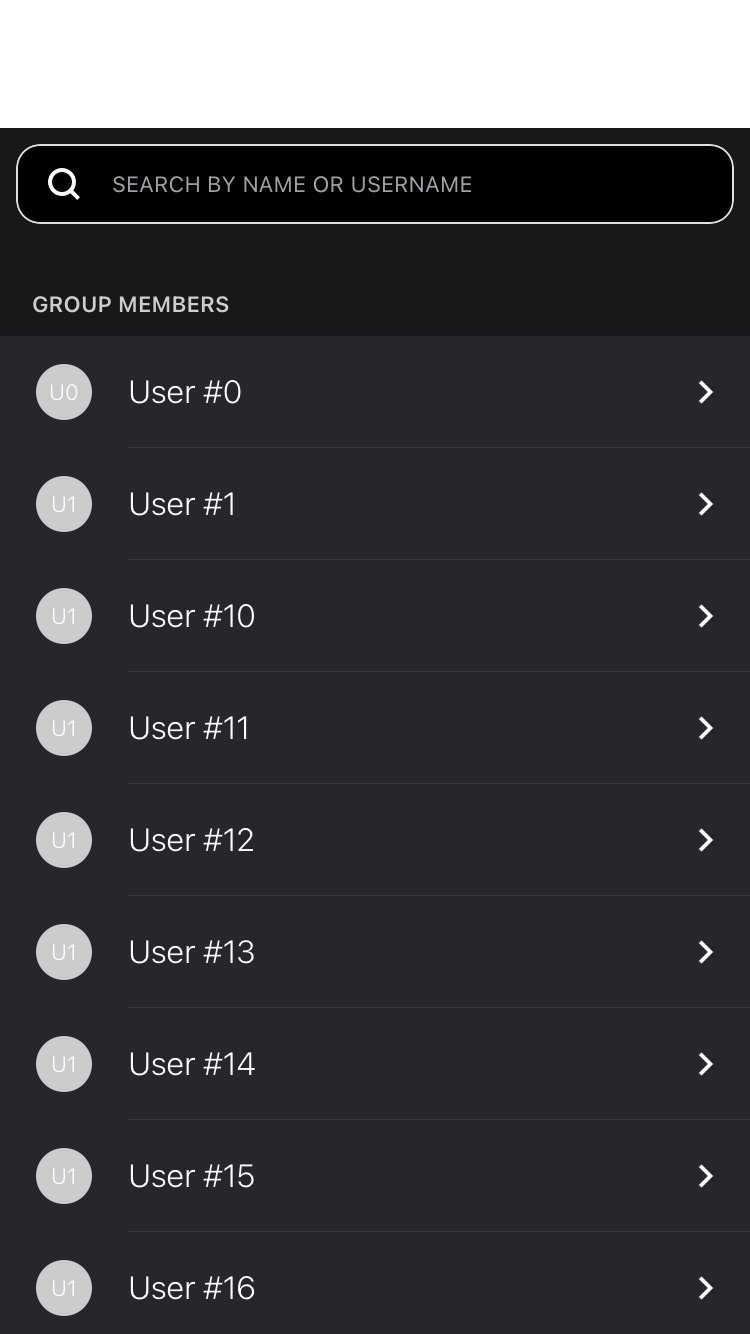 SEARCH BY NAME OR USERNAME
GROUP MEMBERS
U0 User #0
U1 User #1
U1 User #10
U1 User #11
U1 User #12
U1 User #13
U1 User #14
U1 User #15
U1 User #16